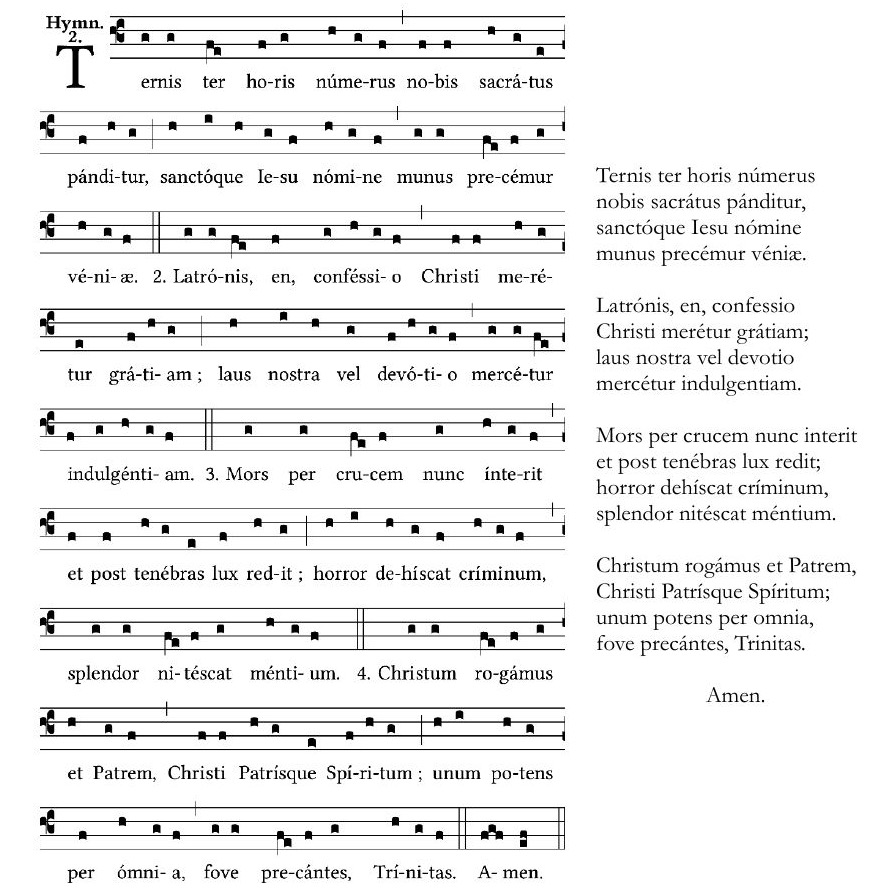 Hymn.
2.
Ternis ter ho-ris núme-rus no-bis sacrá-tus
pándi-tur, sanctóque Ie-su nómi-ne munus pre-cémur
vé-ni-æ. 2. Latró-nis, en, conféssi-o Christi me-ré-
tur grá-ti-am ; laus nostra vel devó-ti-o mercé-tur
indulgénti-am. 3. Mors per cru-cem nunc ínte-rit
et post tenébras lux red-it ; horror de-híscat críminum,
splendor ni-téscat ménti-um. 4. Christum ro-gámus
et Patrem, Christi Patrísque Spí-ri-tum ; unum po-tens
per ómni-a, fove pre-cántes, Trí-ni-tas. A-men.
Ternis ter horis númerus
nobis sacrátus pánditur,
sanctóque Iesu nómine
munus precémur véniæ.
Latrónis, en, confessio
Christi merétur grátiam;
laus nostra vel devotio
mercétur indulgentiam.
Mors per crucem nunc interit
et post tenébras lux redit;
horror dehíscat críminum,
splendor nitéscat méntium.
Christum rogámus et Patrem,
Christi Patrísque Spíritum;
unum potens per omnia,
fove precántes, Trinitas.
Amen.